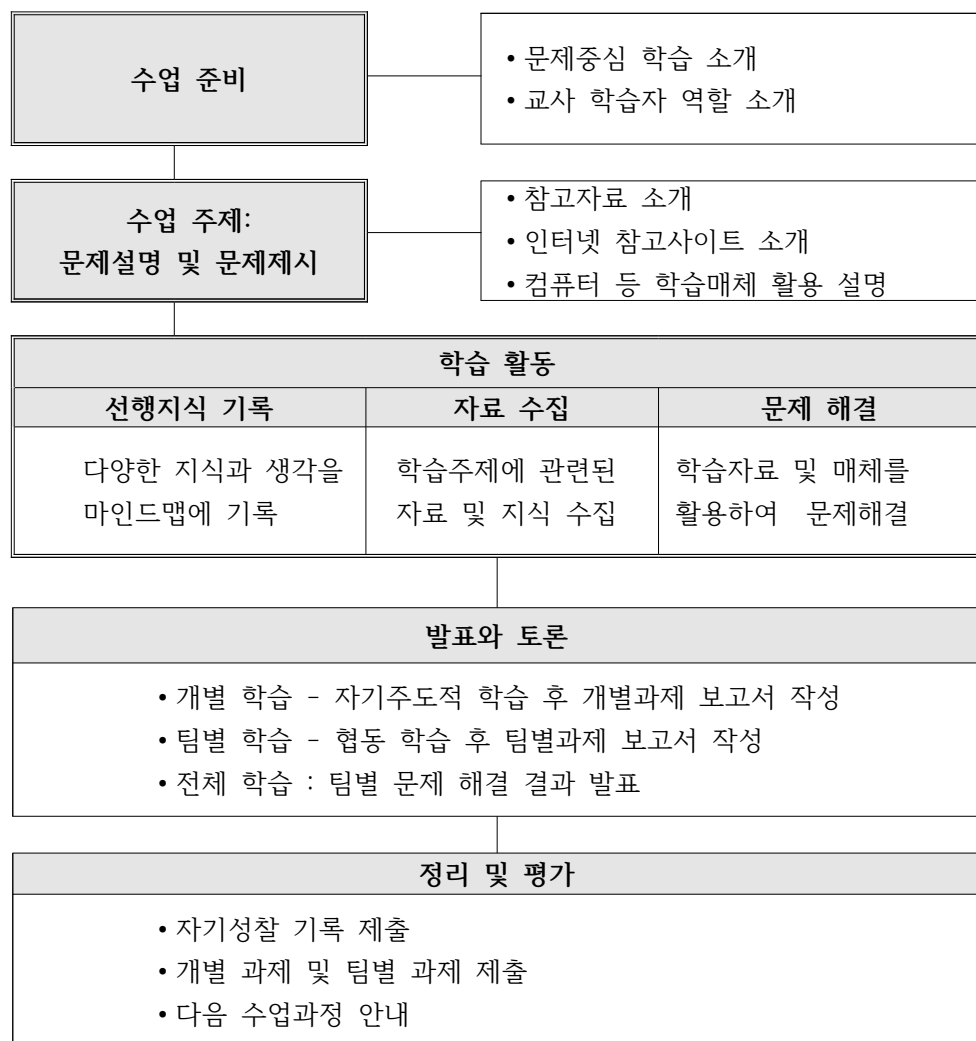 수업 준비
• 문제중심 학습 소개
• 교사 학습자 역할 소개
수업 주제:
문제설명 및 문제제시
• 참고자료 소개
• 인터넷 참고사이트 소개
• 컴퓨터 등 학습매체 활용 설명
학습 활동
선행지식 기록
자료 수집
문제 해결
다양한 지식과 생각을
마인드맵에 기록
학습주제에 관련된
자료 및 지식 수집
학습자료 및 매체를
활용하여 문제해결
발표와 토론
• 개별 학습 - 자기주도적 학습 후 개별과제 보고서 작성
• 팀별 학습 - 협동 학습 후 팀별과제 보고서 작성
• 전체 학습 : 팀별 문제 해결 결과 발표
정리 및 평가
• 자기성찰 기록 제출
• 개별 과제 및 팀별 과제 제출
• 다음 수업과정 안내